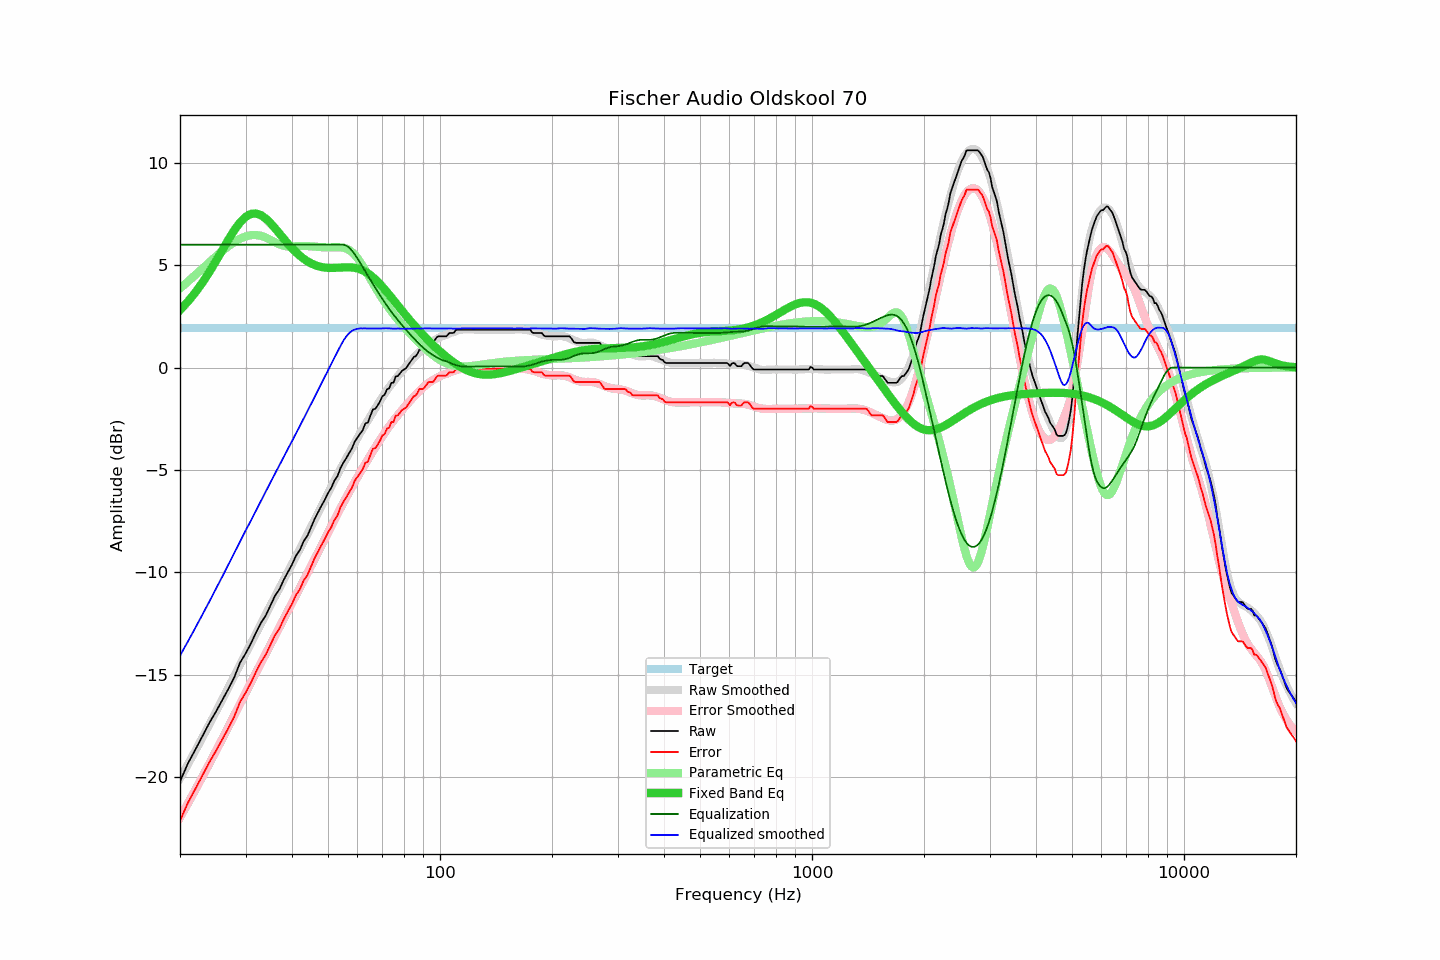 Fischer Audio Oldskool 70
10
5
0
−5
−10
−15
−20
Amplitude (dBr)
Target
Raw Smoothed
Error Smoothed
Raw
Error
Parametric Eq
Fixed Band Eq
Equalization
Equalized smoothed
100 1000 10000
Frequency (Hz)